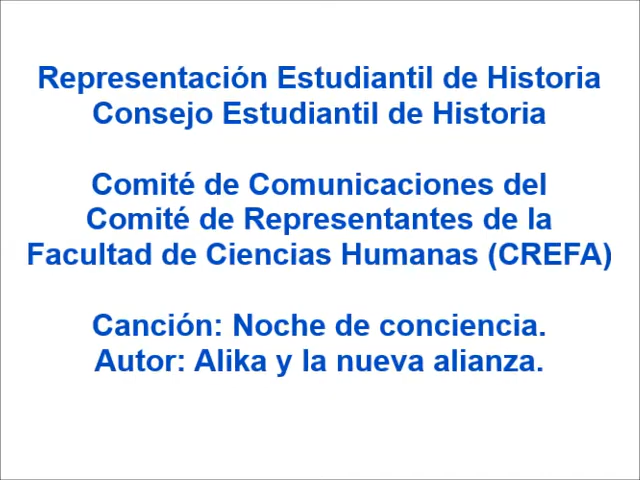 Representación Estudiantil de Historia
Consejo Estudiantil de Historia
Comité de Comunicaciones del
Comité de Representantes de la
Facultad de Ciencias Humanas (CREFA)
Canción: Noche de conciencia.
Autor: Alika y la nueva alianza.